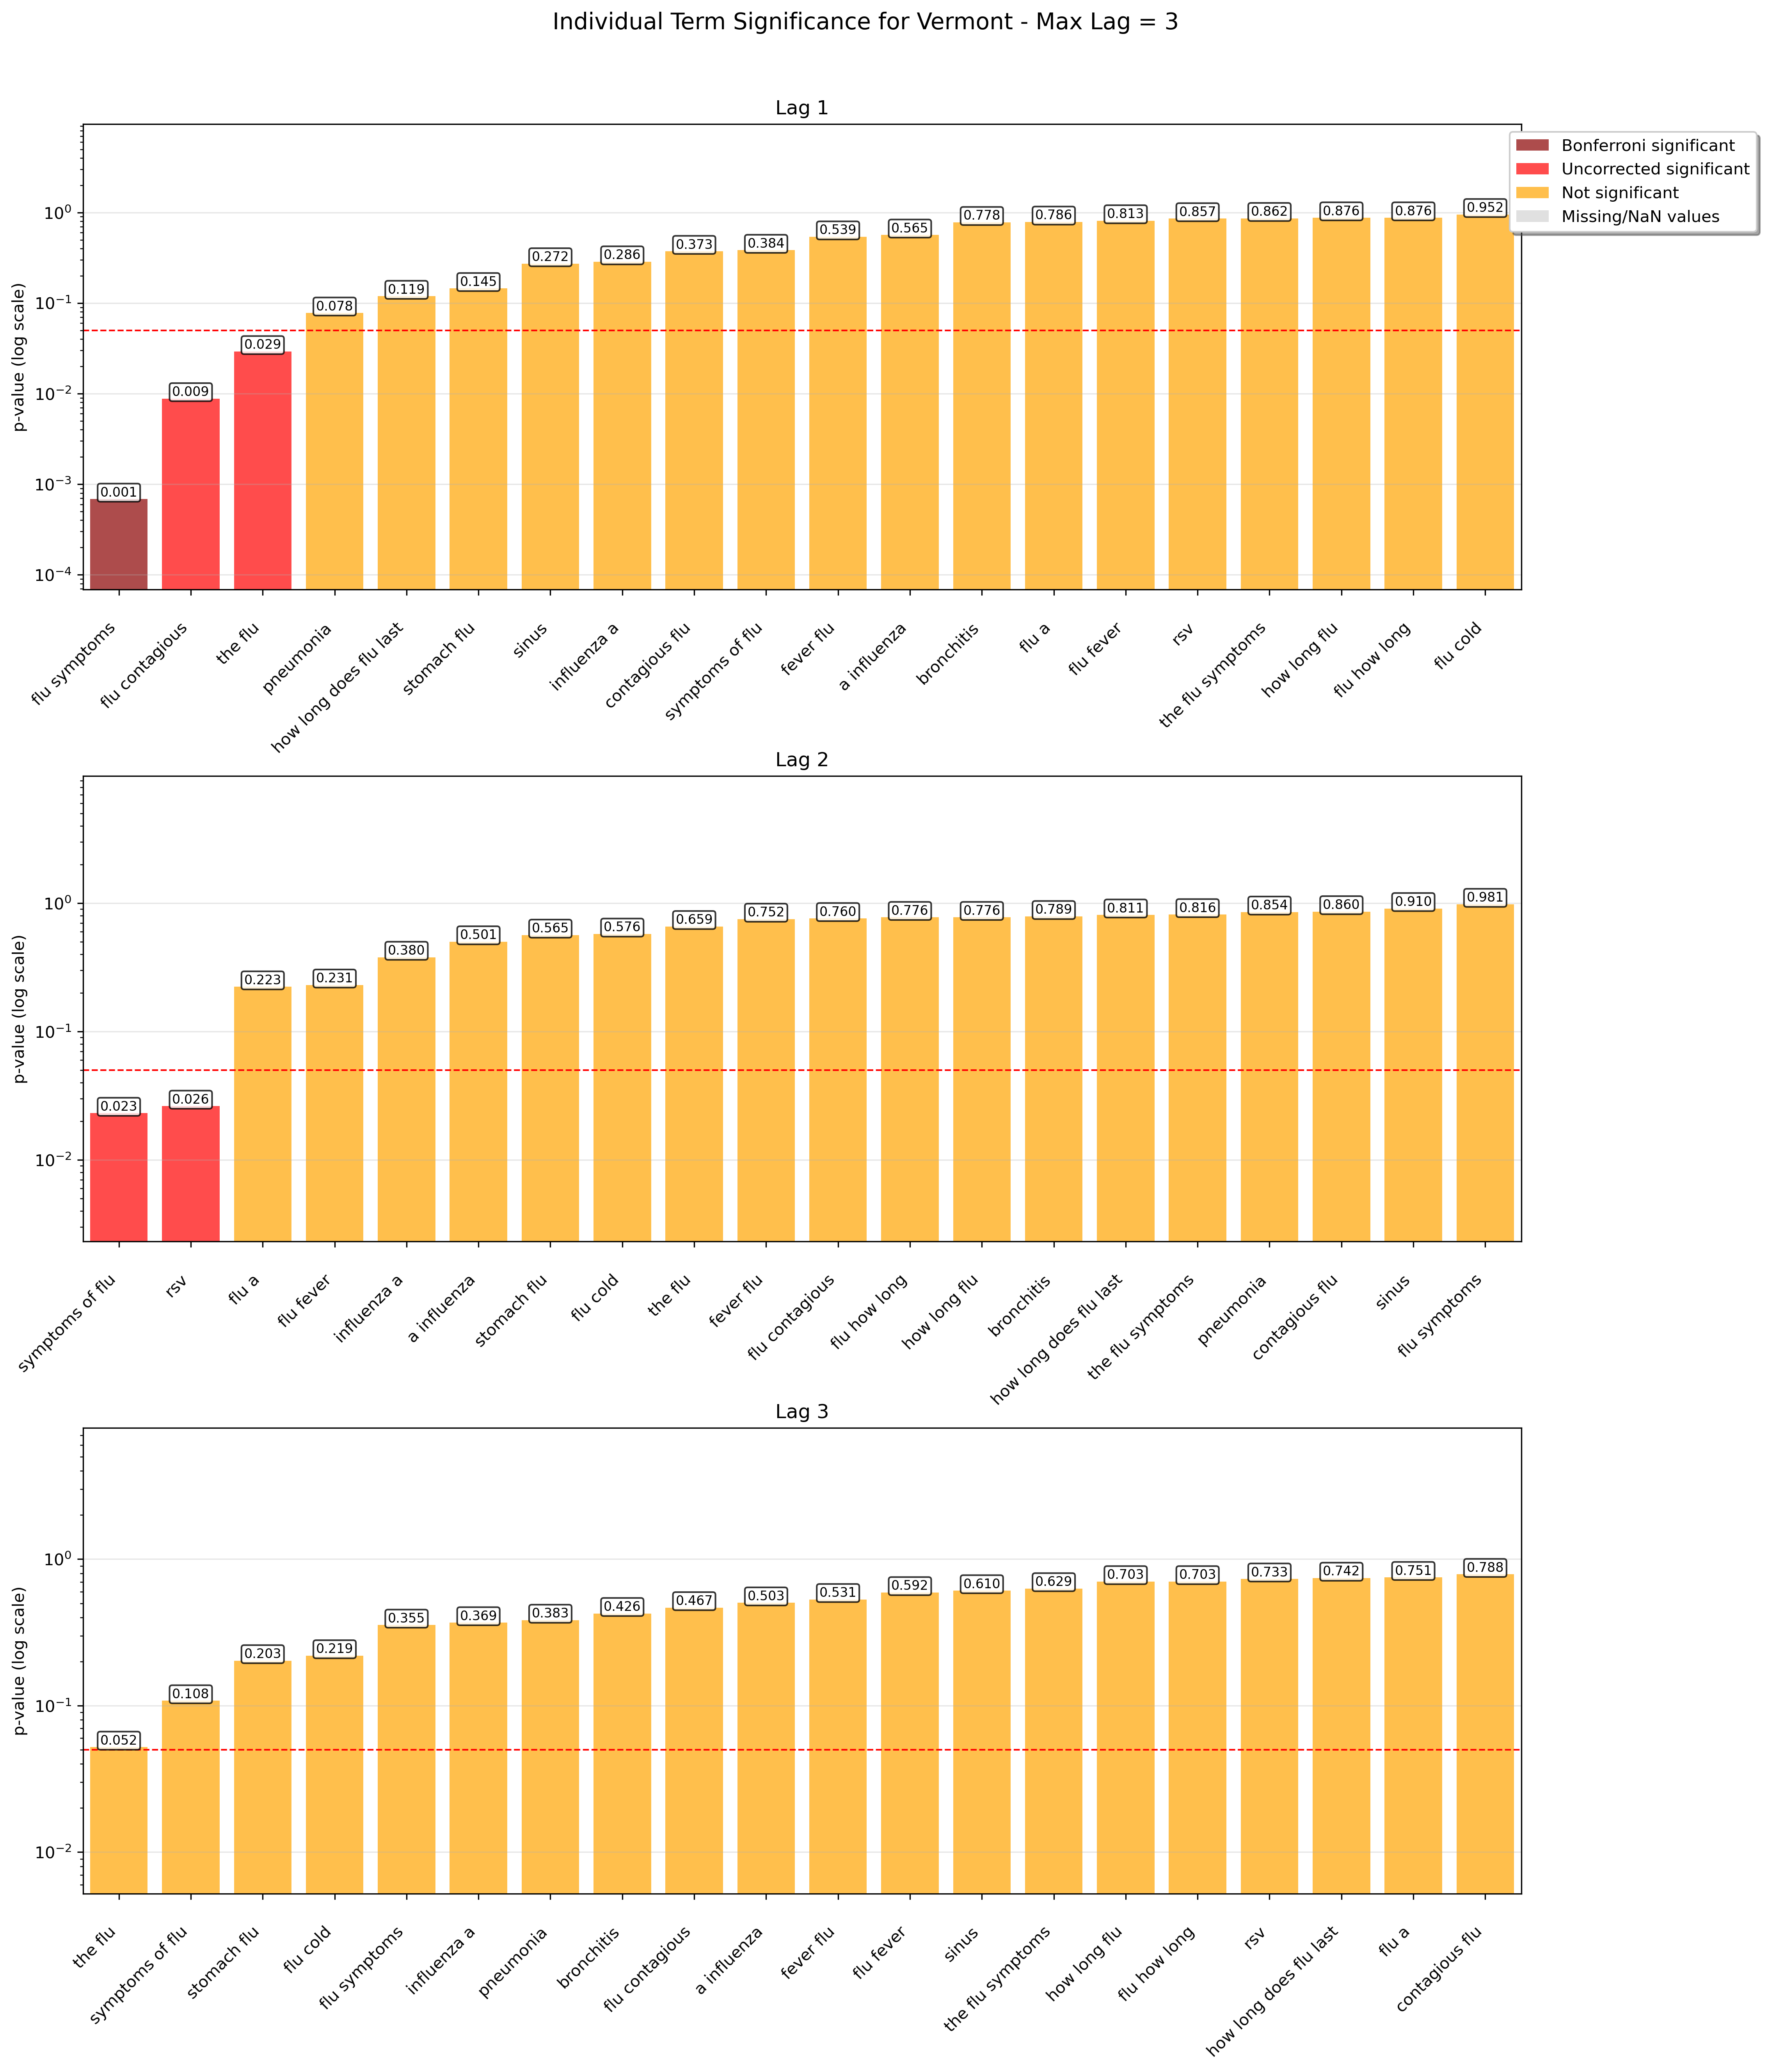 Individual Term Significance for Vermont - Max Lag = 3
Lag 1
Bonferroni significant
Uncorrected significant
Not significant
Missing/NaN values
p-value (log scale)
10⁰
10⁻¹
10⁻²
10⁻³
10⁻⁴
0.001 0.009 0.029 0.078 0.119 0.145 0.272 0.286 0.373 0.384 0.539 0.565 0.778 0.786 0.813 0.857 0.862 0.876 0.876 0.952
flu symptoms
flu contagious
the flu
pneumonia
how long does flu last
stomach flu
sinus
influenza a
contagious flu
symptoms of flu
fever flu
a influenza
bronchitis
flu a
flu fever
rsv
the flu symptoms
how long flu
flu how long
flu cold
Lag 2
p-value (log scale)
10⁰
10⁻¹
10⁻²
0.023 0.026 0.223 0.231 0.380 0.501 0.565 0.576 0.659 0.752 0.760 0.776 0.776 0.789 0.811 0.816 0.854 0.860 0.910 0.981
symptoms of flu
rsv
flu a
flu fever
influenza a
a influenza
stomach flu
flu cold
the flu
fever flu
flu contagious
flu how long
how long flu
bronchitis
how long does flu last
the flu symptoms
pneumonia
contagious flu
sinus
flu symptoms
Lag 3
p-value (log scale)
10⁰
10⁻¹
10⁻²
0.052 0.108 0.203 0.219 0.355 0.369 0.383 0.426 0.467 0.503 0.531 0.592 0.610 0.629 0.703 0.703 0.733 0.742 0.751 0.788
the flu
symptoms of flu
stomach flu
flu cold
flu symptoms
influenza a
pneumonia
bronchitis
flu contagious
a influenza
fever flu
flu fever
sinus
the flu symptoms
how long flu
flu how long
rsv
how long does flu last
flu a
contagious flu